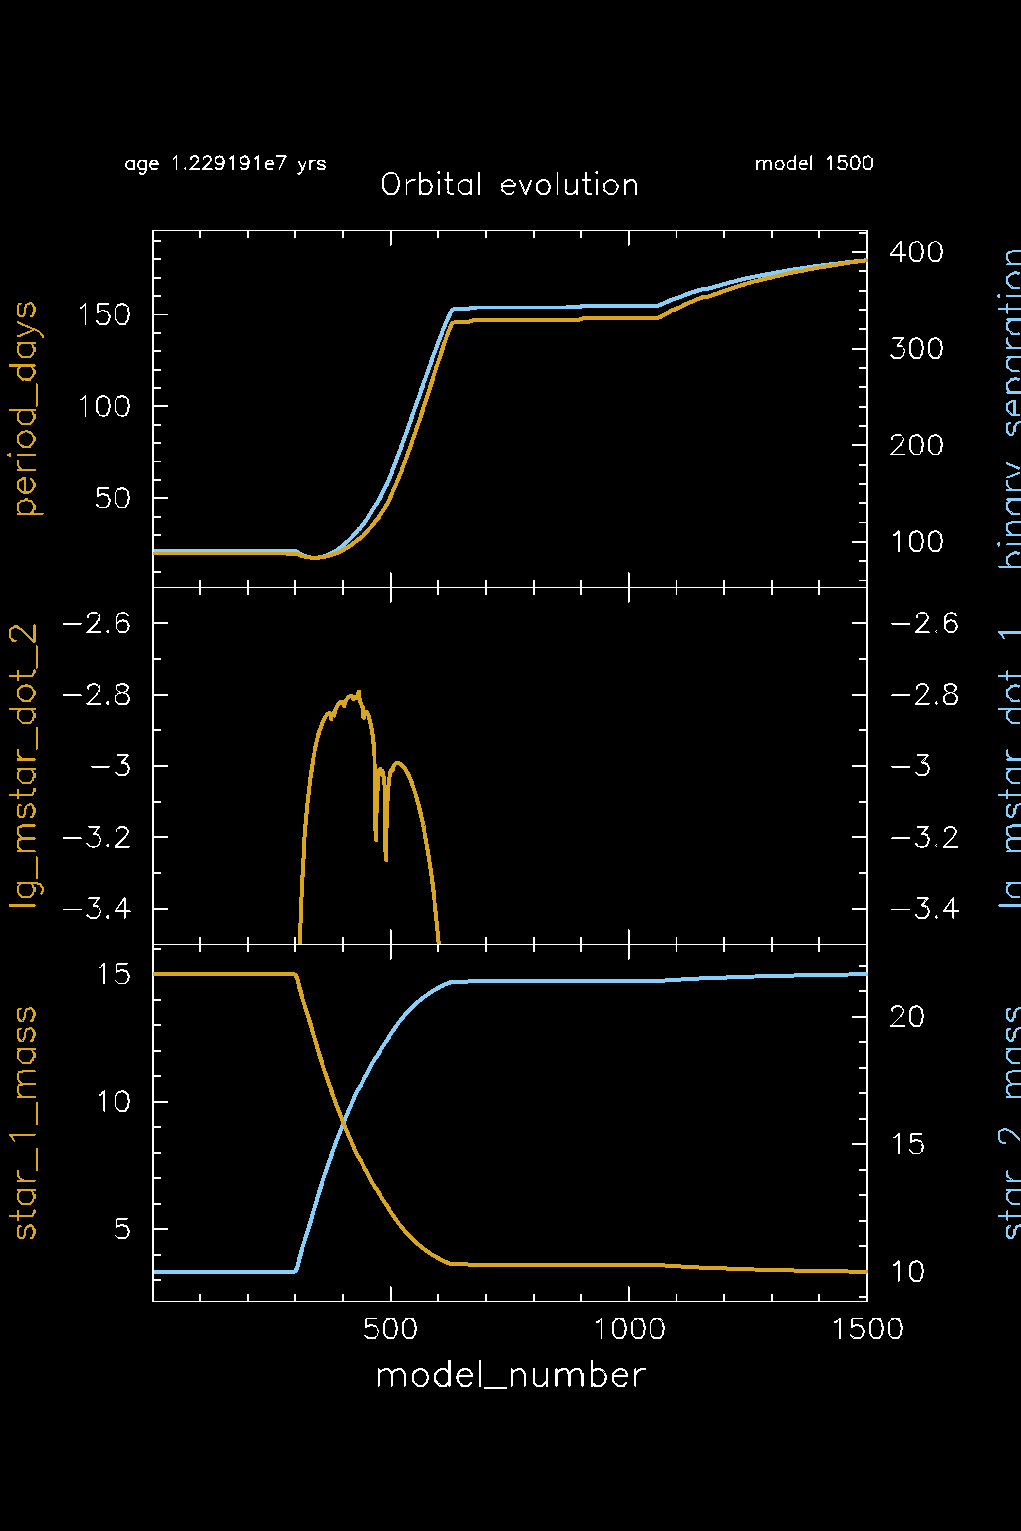 age 1.229191e7 yrs
model 1500
Orbital evolution
period_days
150
100
50
400
300
200
100
binary_separation
lg_mstar_dot_2
−2.6
−2.8
−3
−3.2
−3.4
−2.6
−2.8
−3
−3.2
−3.4
lg_mstar_dot_1
star_1_mass
15
10
5
20
15
10
star_2_mass
500
1000
1500
model_number